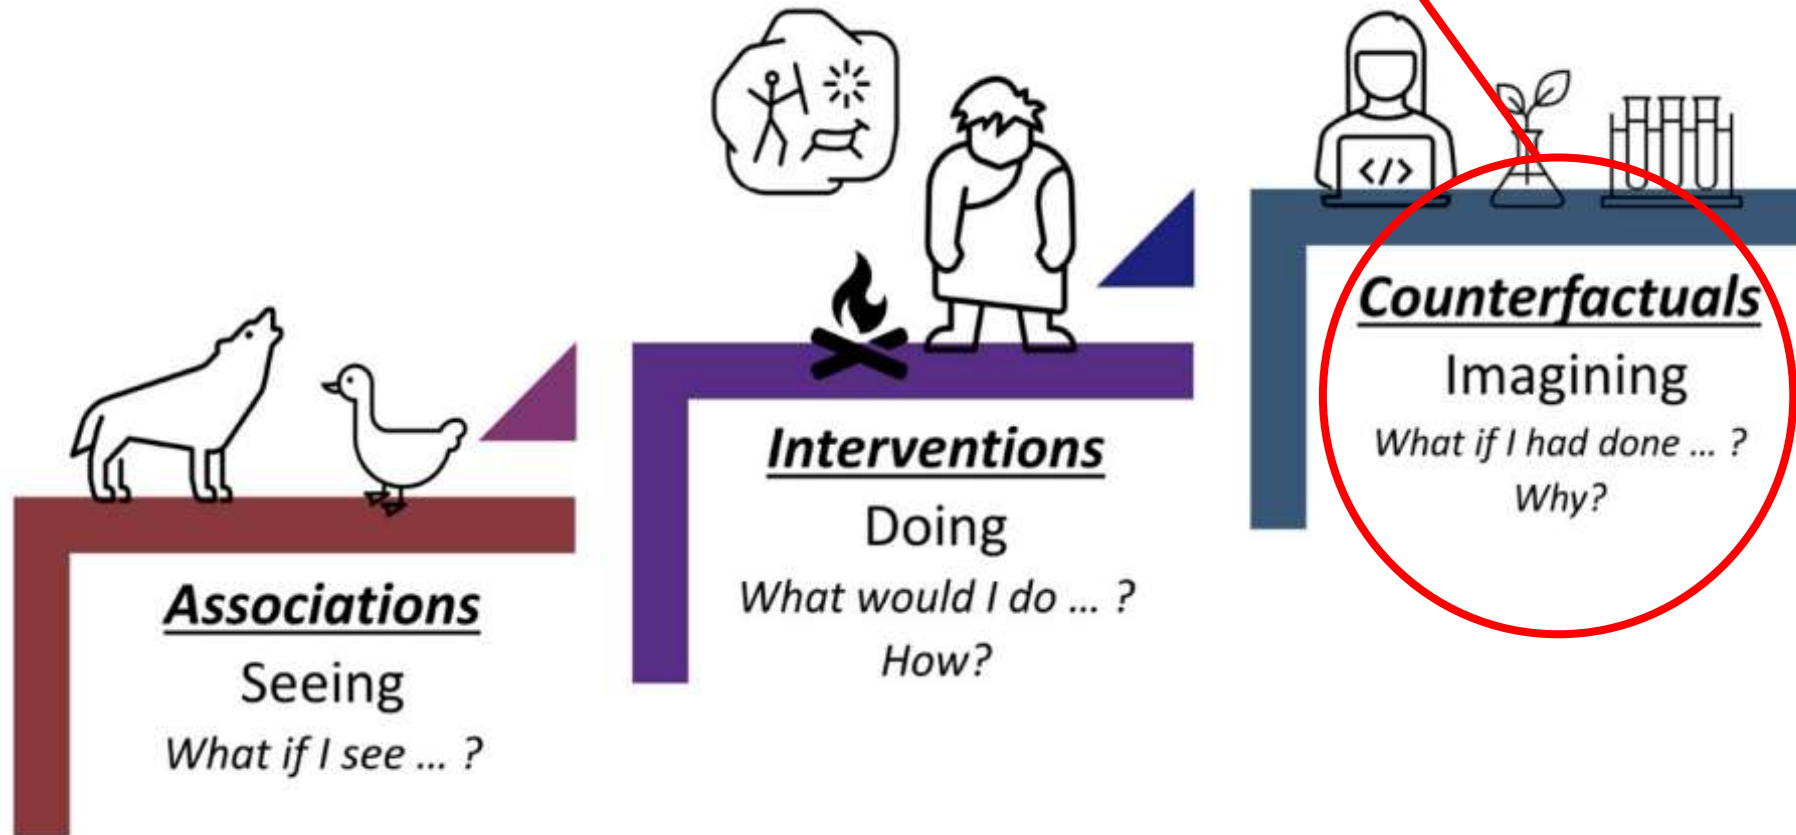 </>
Counterfactuals
Imagining
What if I had done ... ?
Why?
Interventions
Doing
What would I do ... ?
How?
Associations
Seeing
What if I see ... ?